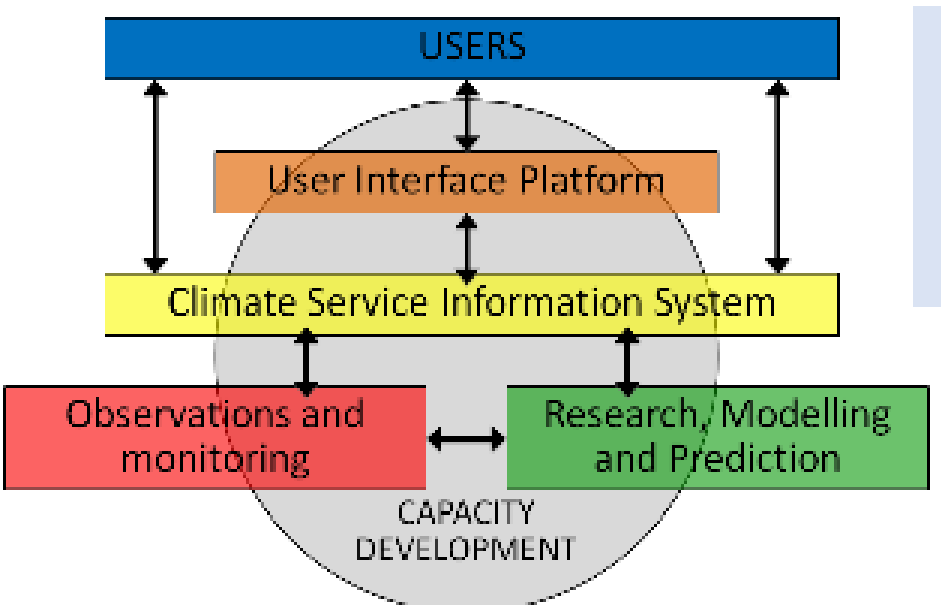 USERS
User Interface Platform
Climate Service Information System
Observations and
monitoring
Research, Modelling
and Prediction
CAPACITY
DEVELOPMENT